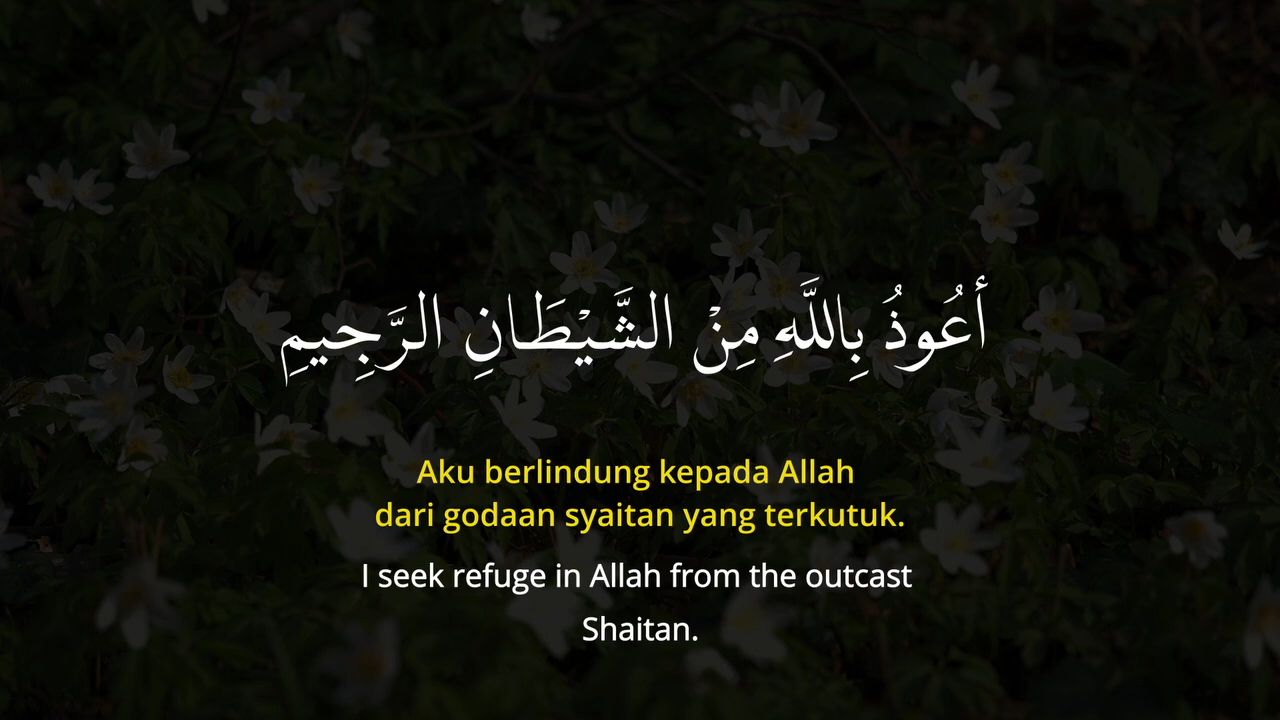 أَعُوذُ بِاللَّهِ مِنْ الشَّيْطَانِ الرَّجِيمِ
Aku berlindung kepada Allah
dari godaan syaitan yang terkutuk.
I seek refuge in Allah from the outcast
Shaitan.